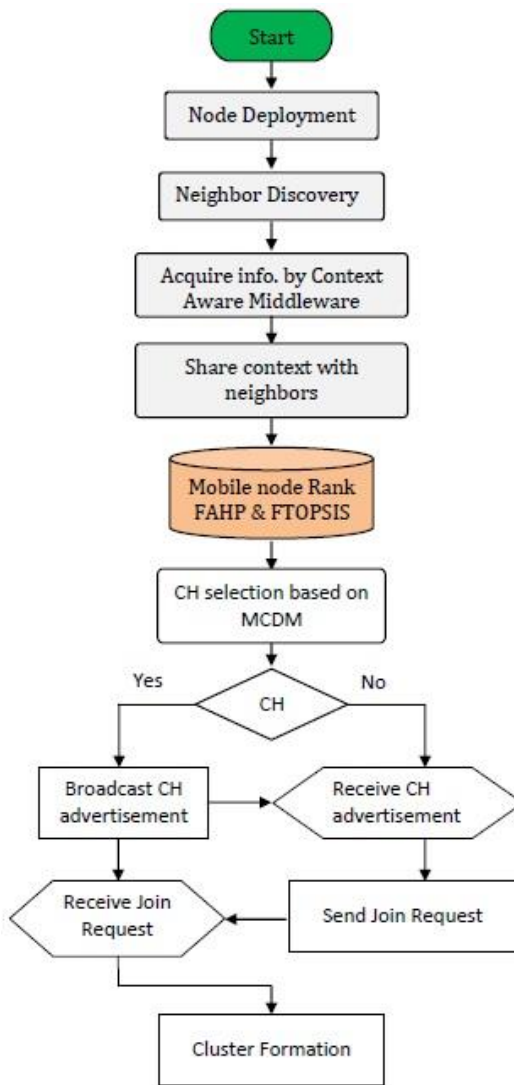 Start
Node Deployment
Neighbor Discovery
Acquire info. by Context
Aware Middleware
Share context with
neighbors
Mobile node Rank
FAHP & FTOPSIS
CH selection based on
MCDM
Yes
No
CH
Broadcast CH
advertisement
Receive CH
advertisement
Receive Join
Request
Send Join Request
Cluster Formation